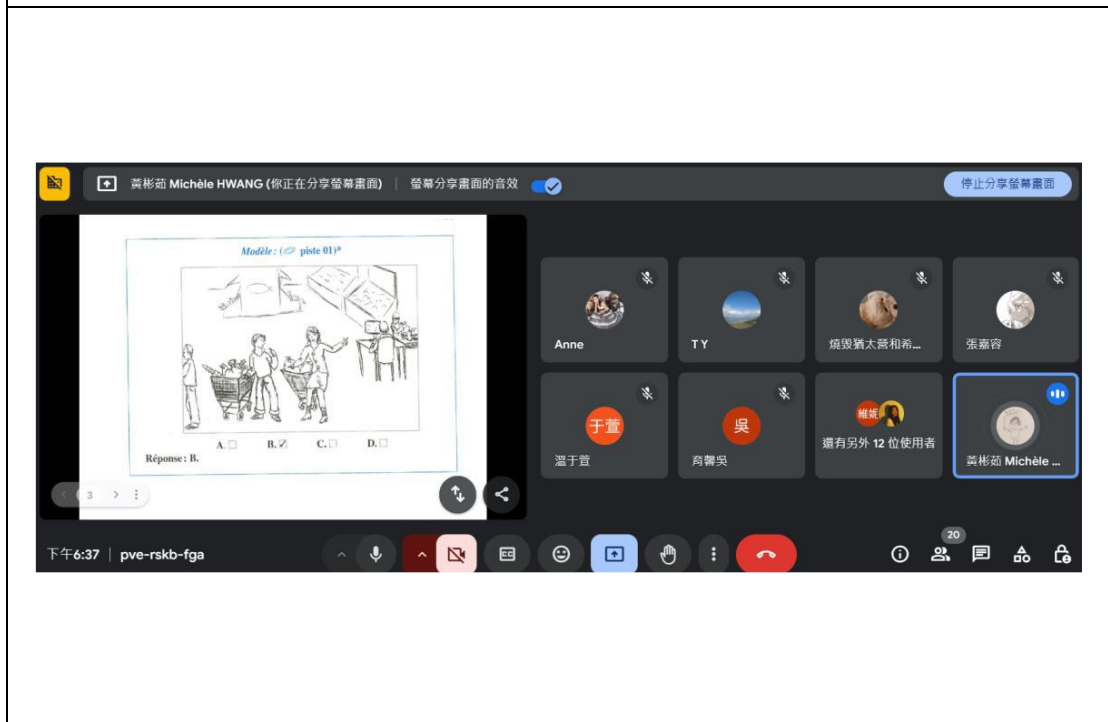 黃彬茹 Michèle HWANG (你正在分享螢幕畫面) | 螢幕分享畫面的音效
停止分享螢幕畫面
Modèle : ( piste 01)*
A. B. C. D.
Réponse : B.
3
Anne
T Y
燒毀猶太營和希...
張嘉容
于萱
溫于萱
吳
育馨吳
維妮
還有另外 12 位使用者
黃彬茹 Michèle ...
下午6:37 | pve-rskb-fga
CC
20